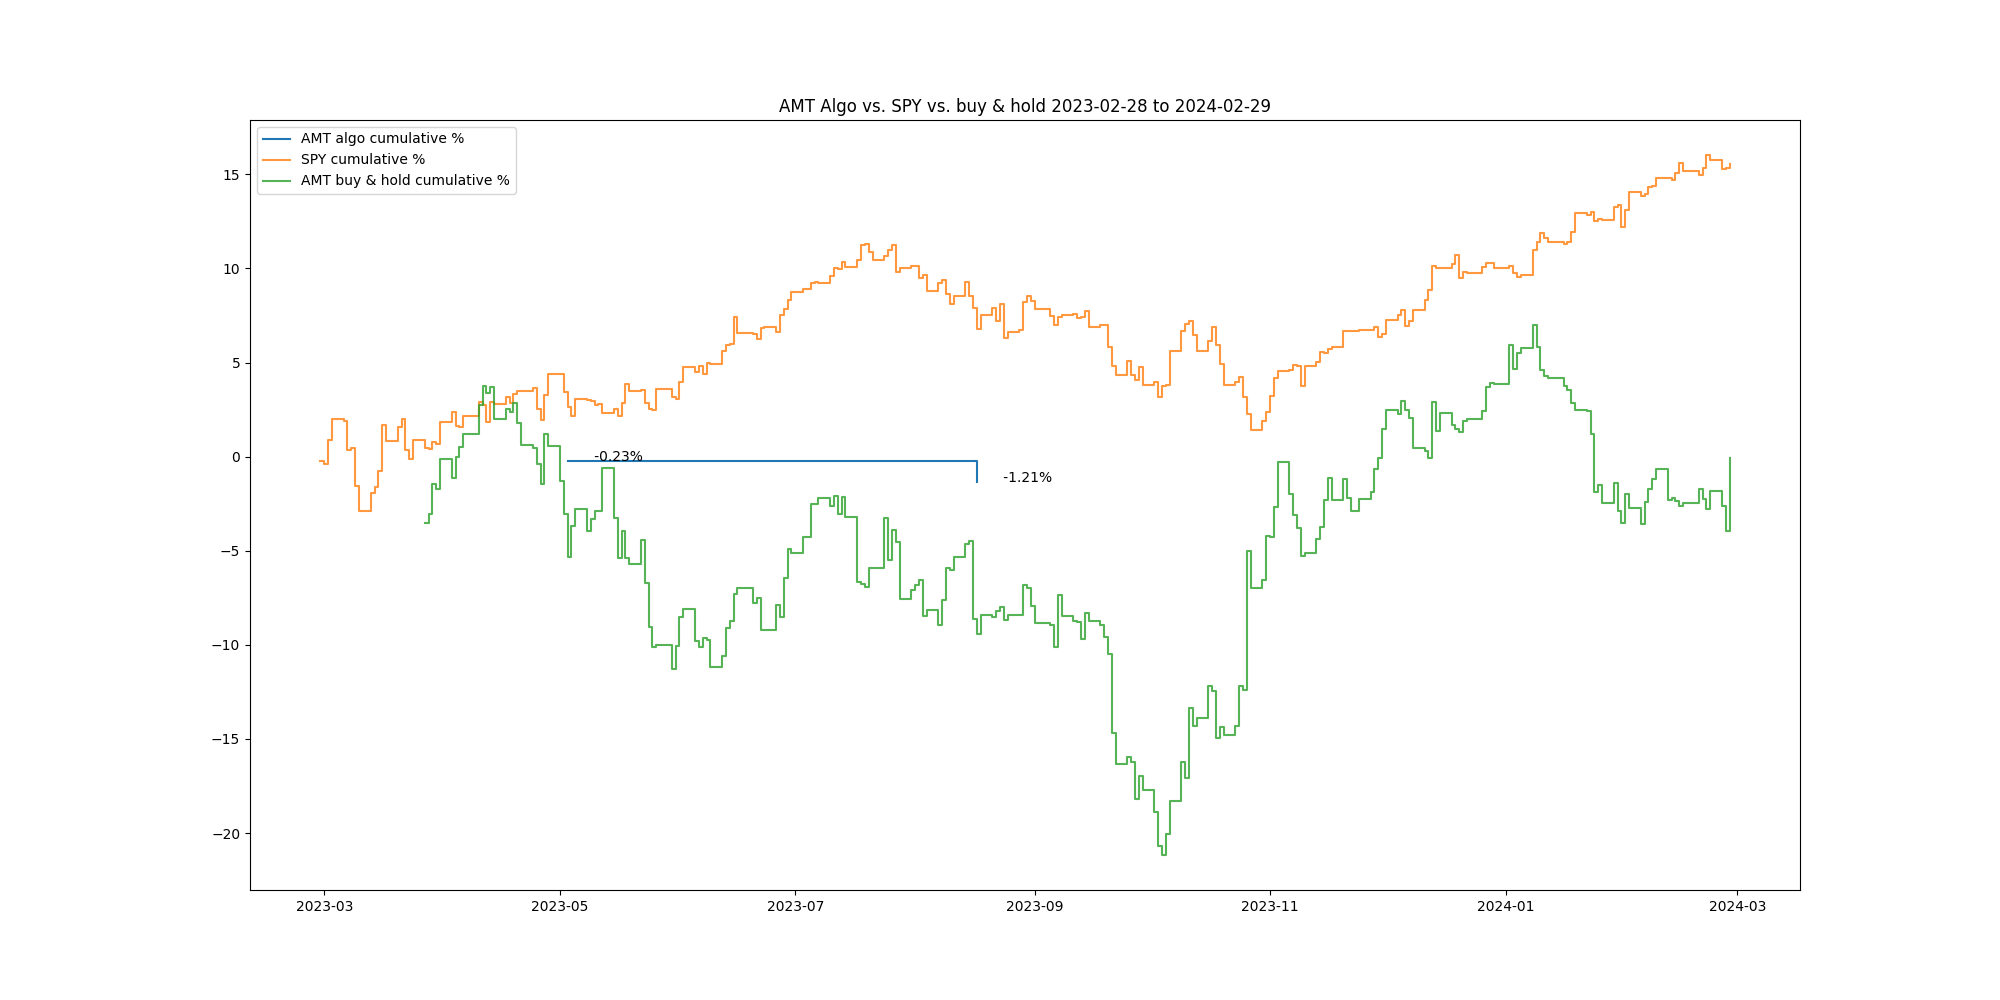 AMT Algo vs. SPY vs. buy & hold 2023-02-28 to 2024-02-29
AMT algo cumulative %
SPY cumulative %
AMT buy & hold cumulative %
15
10
5
0
−5
−10
−15
−20
-0.23%
-1.21%
2023-03 2023-05 2023-07 2023-09 2023-11 2024-01 2024-03